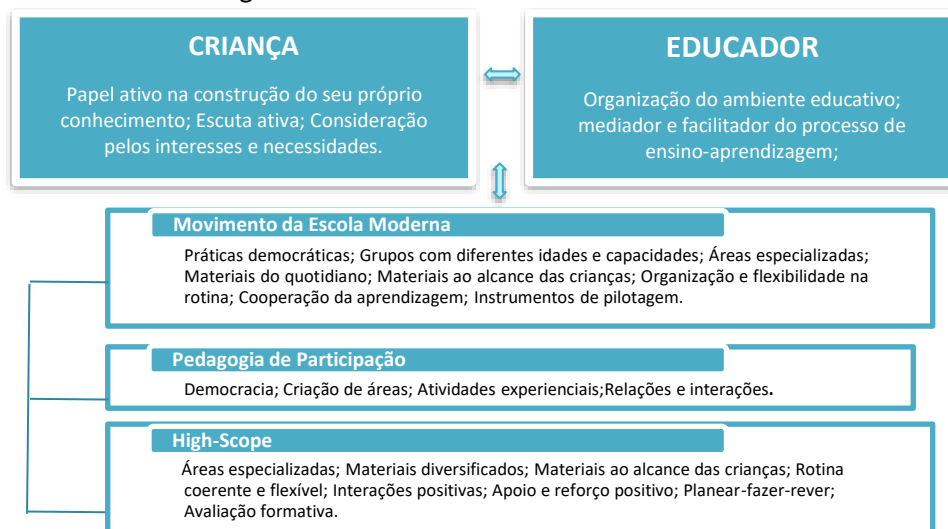 CRIANÇA
Papel ativo na construção do seu próprio
conhecimento; Escuta ativa; Consideração
pelos interesses e necessidades.
EDUCADOR
Organização do ambiente educativo;
mediador e facilitador do processo de
ensino-aprendizagem;
Movimento da Escola Moderna
Práticas democráticas; Grupos com diferentes idades e capacidades; Áreas especializadas;
Materiais do quotidiano; Materiais ao alcance das crianças; Organização e flexibilidade na
rotina; Cooperação da aprendizagem; Instrumentos de pilotagem.
Pedagogia de Participação
Democracia; Criação de áreas; Atividades experienciais;Relações e interações.
High-Scope
Áreas especializadas; Materiais diversificados; Materiais ao alcance das crianças; Rotina
coerente e flexível; Interações positivas; Apoio e reforço positivo; Planear-fazer-rever;
Avaliação formativa.